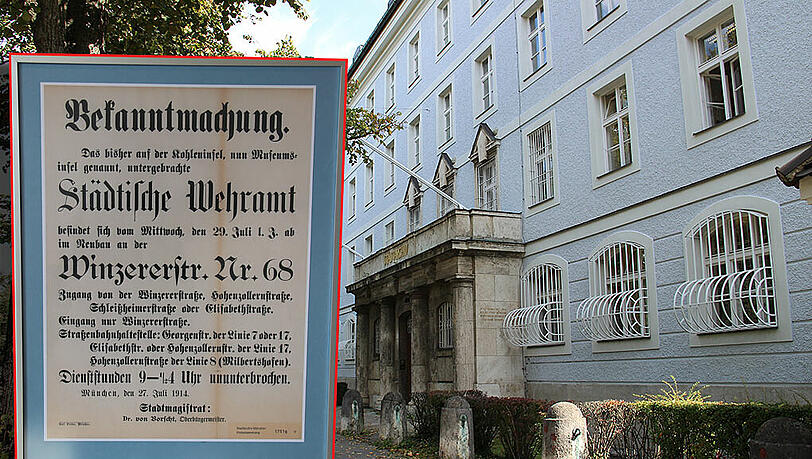 Bekanntmachung.
Das bisher auf der Kohleninsel, nun Museums-
insel genannt, untergebrachte
Städtische Wehramt
befindet sich vom Mittwoch, den 29. Juli l. J. ab
im Neubau an der
Winzererstr. Nr. 68
Zugang von der Winzererstraße, Hohenzollernstraße,
Schleißheimerstraße oder Elisabethstraße.
Eingang nur Winzererstraße.
Straßenbahnhaltestelle: Georgenstr. der Linie 7 oder 17,
Elisabethstr. oder Hohenzollernstr. der Linie 17,
Hohenzollernstraße der Linie 8 (Milbertshofen).
Dienststunden 9—¼4 Uhr ununterbrochen.
München, den 27. Juli 1914.
Stadtmagistrat:
Dr. von Borscht, Oberbürgermeister.